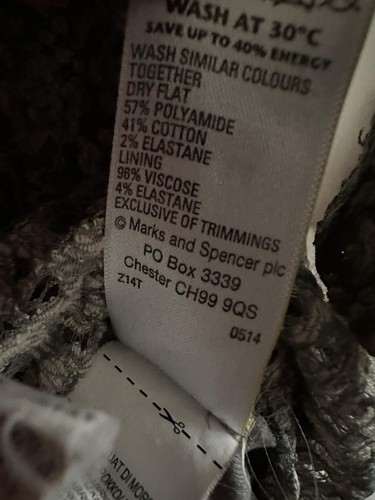 WASH AT 30°C
SAVE UP TO 40% ENERGY
WASH SIMILAR COLOURS
TOGETHER
DRY FLAT
57% POLYAMIDE
41% COTTON
2% ELASTANE
LINING
96% VISCOSE
4% ELASTANE
EXCLUSIVE OF TRIMMINGS
© Marks and Spencer plc
PO Box 3339
Chester CH99 9QS
Z14T
0514